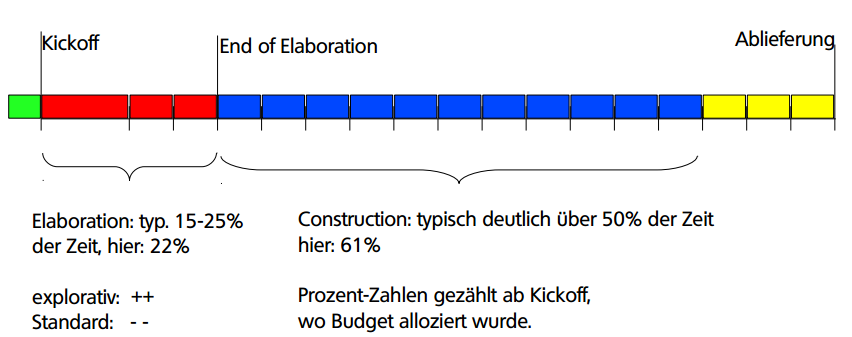 Kickoff
End of Elaboration
Ablieferung
Elaboration: typ. 15-25%
der Zeit, hier: 22%
Construction: typisch deutlich über 50% der Zeit
hier: 61%
explorativ: ++
Standard: - -
Prozent-Zahlen gezählt ab Kickoff,
wo Budget alloziert wurde.